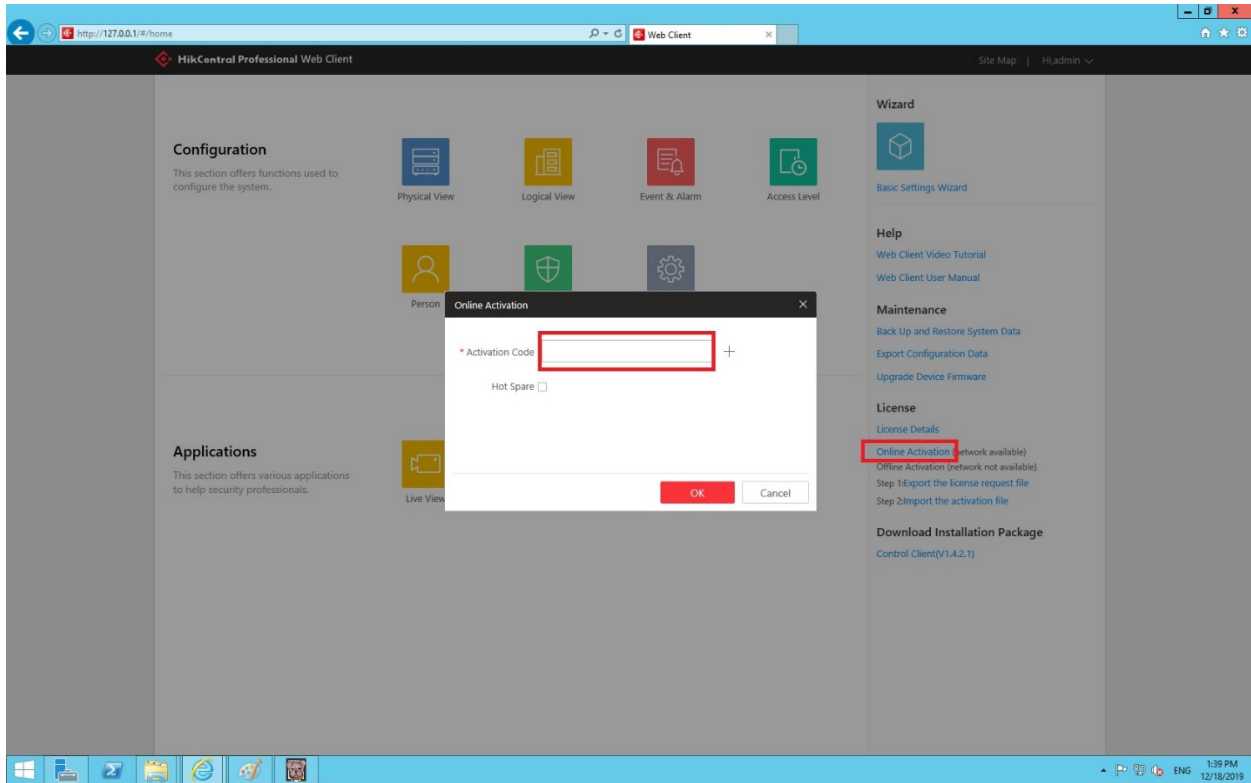 http://127.0.0.1/#/home
Web Client
HikCentral Professional Web Client
Site Map | Hi,admin
Configuration
This section offers functions used to
configure the system.
Physical View
Logical View
Event & Alarm
Access Level
Person
Wizard
Basic Settings Wizard
Help
Web Client Video Tutorial
Web Client User Manual
Maintenance
Back Up and Restore System Data
Export Configuration Data
Upgrade Device Firmware
License
License Details
Online Activation (network available)
Offline Activation (network not available)
Step 1:Export the license request file
Step 2:Import the activation file
Download Installation Package
Control Client(V1.4.2.1)
Online Activation
* Activation Code
Hot Spare
OK
Cancel
Applications
This section offers various applications
to help security professionals.
Live View
ENG
1:39 PM
12/18/2019